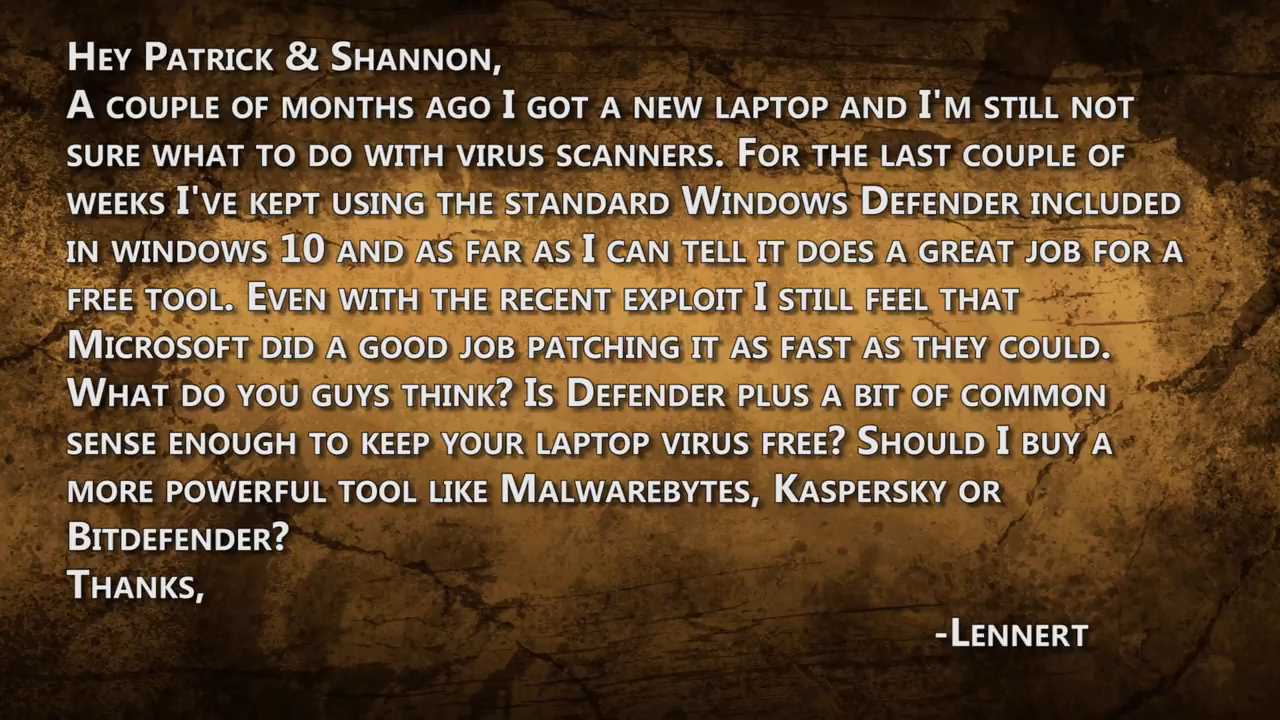 Hey Patrick & Shannon,
A couple of months ago I got a new laptop and I'm still not
sure what to do with virus scanners. For the last couple of
weeks I've kept using the standard Windows Defender included
in windows 10 and as far as I can tell it does a great job for a
free tool. Even with the recent exploit I still feel that
Microsoft did a good job patching it as fast as they could.
What do you guys think? Is Defender plus a bit of common
sense enough to keep your laptop virus free? Should I buy a
more powerful tool like Malwarebytes, Kaspersky or
Bitdefender?
Thanks,
-Lennert